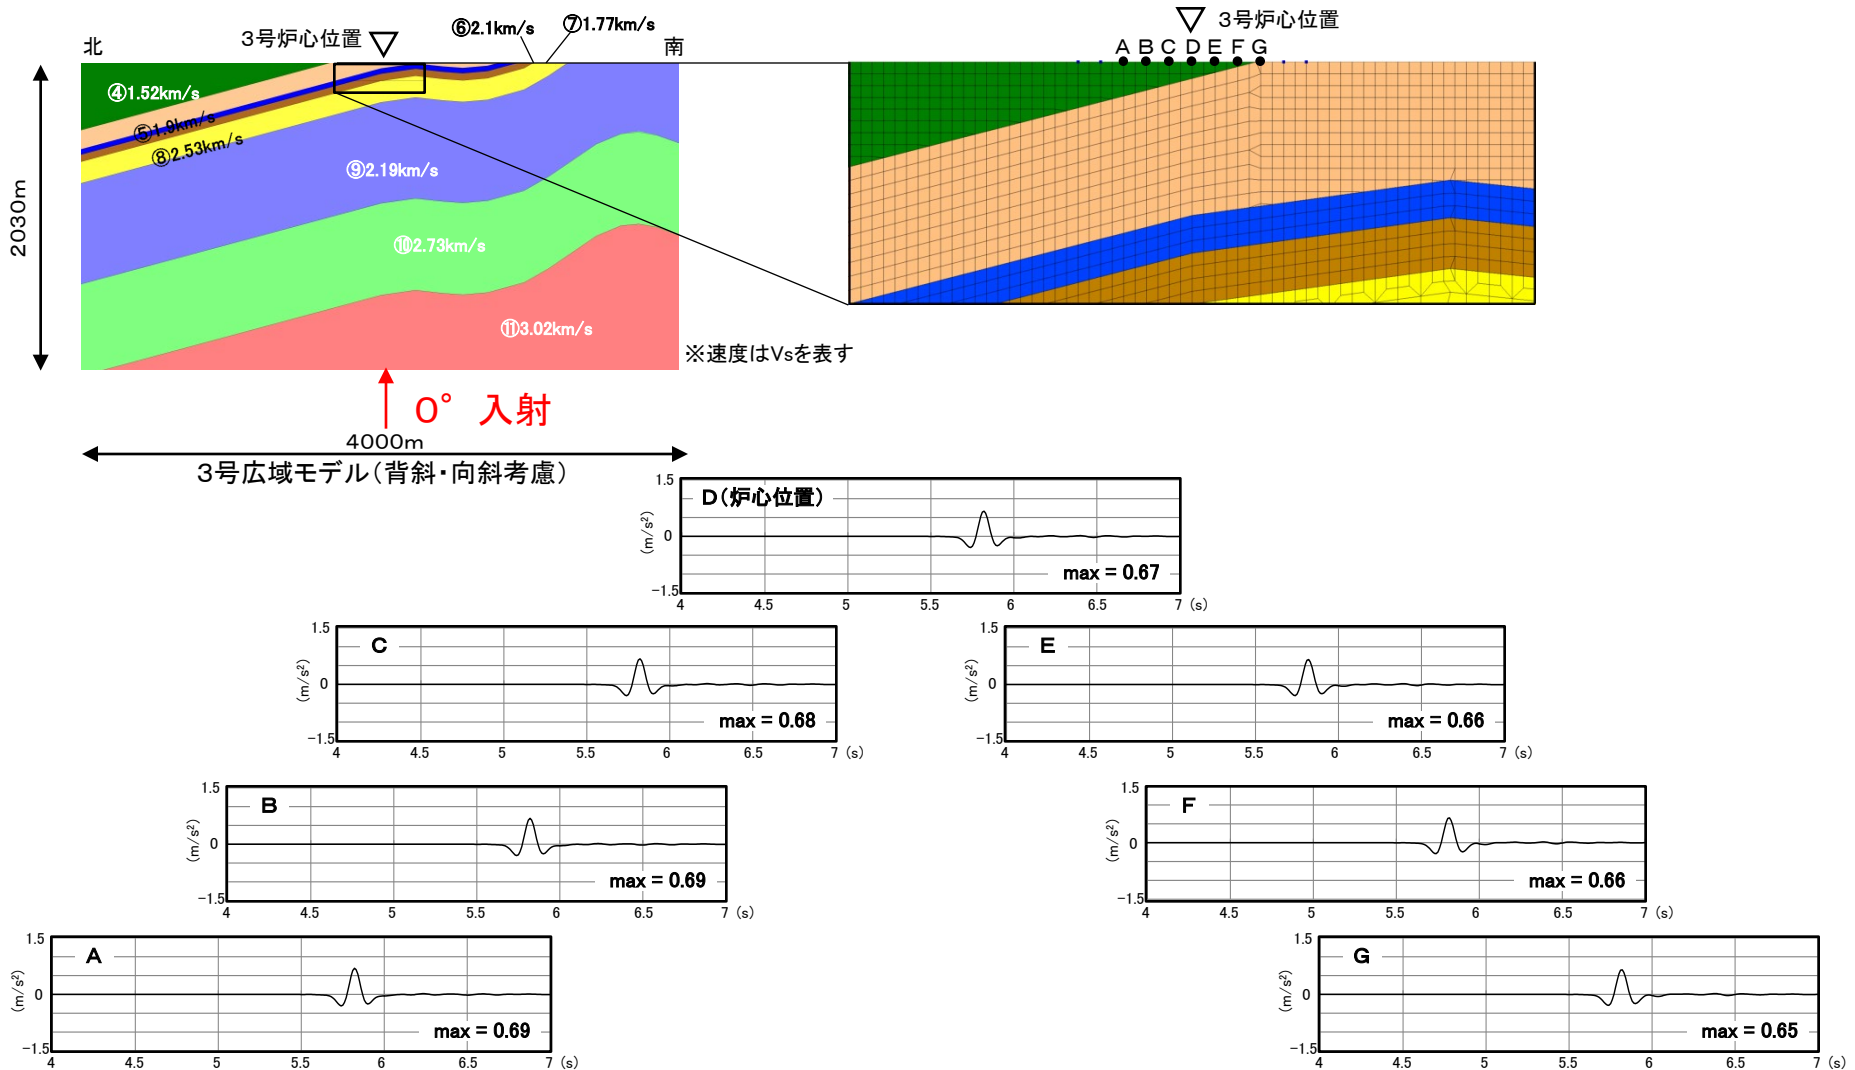 北
3号炉心位置
⑥2.1km/s
⑦1.77km/s
南
④1.52km/s
⑤1.9km/s
⑧2.53km/s
⑨2.19km/s
⑩2.73km/s
⑪3.02km/s
2030m
※速度はVsを表す
0° 入射
4000m
3号広域モデル(背斜・向斜考慮)
3号炉心位置
A B C D E F G
1.5
D(炉心位置)
(m/s²)
0
max = 0.67
-1.5
4 4.5 5 5.5 6 6.5 7 (s)
1.5
C
(m/s²)
0
max = 0.68
-1.5
4 4.5 5 5.5 6 6.5 7 (s)
1.5
E
(m/s²)
0
max = 0.66
-1.5
4 4.5 5 5.5 6 6.5 7 (s)
1.5
B
(m/s²)
0
max = 0.69
-1.5
4 4.5 5 5.5 6 6.5 7 (s)
1.5
F
(m/s²)
0
max = 0.66
-1.5
4 4.5 5 5.5 6 6.5 7 (s)
1.5
A
(m/s²)
0
max = 0.69
-1.5
4 4.5 5 5.5 6 6.5 7 (s)
1.5
G
(m/s²)
0
max = 0.65
-1.5
4 4.5 5 5.5 6 6.5 7 (s)